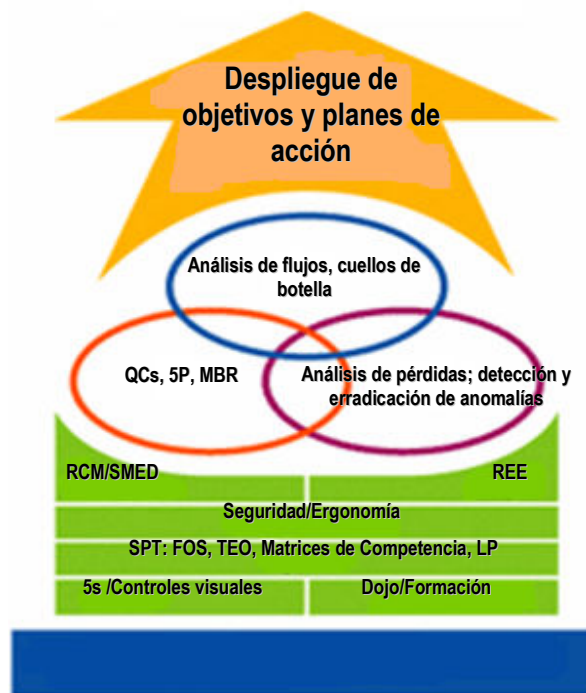 Despliegue de
objetivos y planes de
acción
Análisis de flujos, cuellos de
botella
QCs, 5P, MBR
Análisis de pérdidas; detección y
erradicación de anomalías
RCM/SMED
REE
Seguridad/Ergonomía
SPT: FOS, TEO, Matrices de Competencia, LP
5s /Controles visuales
Dojo/Formación